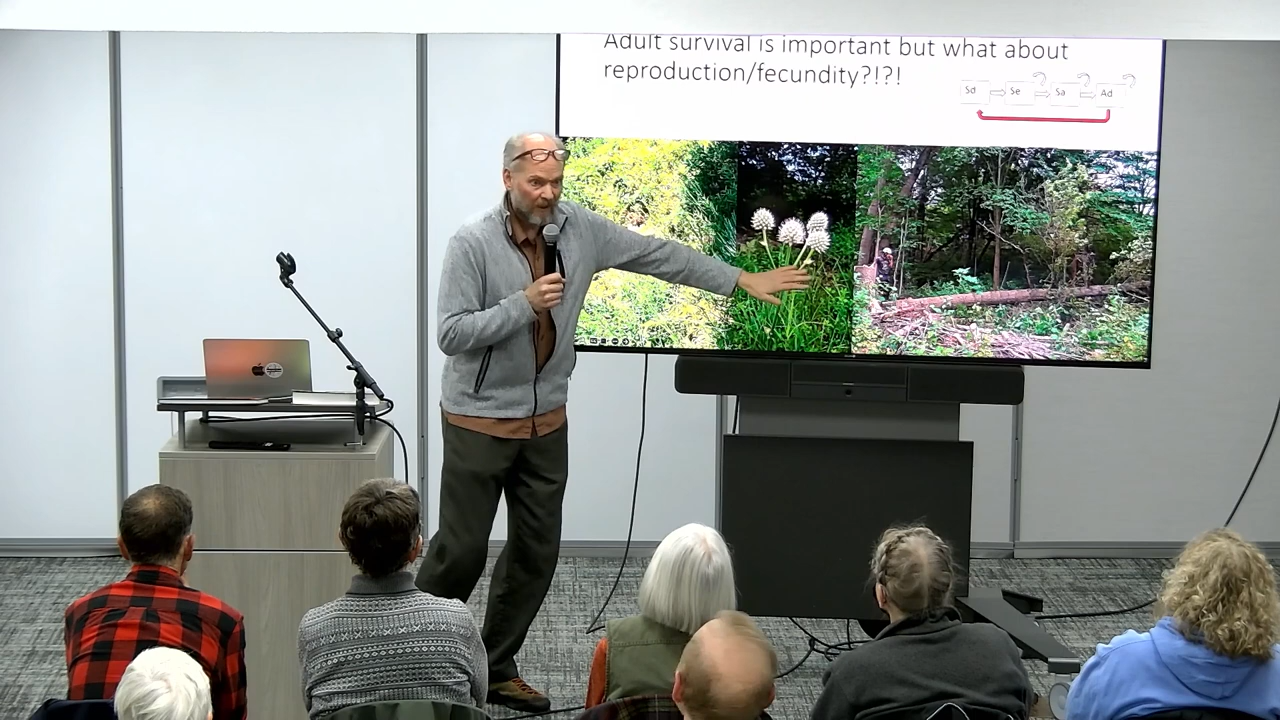 Adult survival is important but what about
reproduction/fecundity?!?!
Sd Se Sa Ad